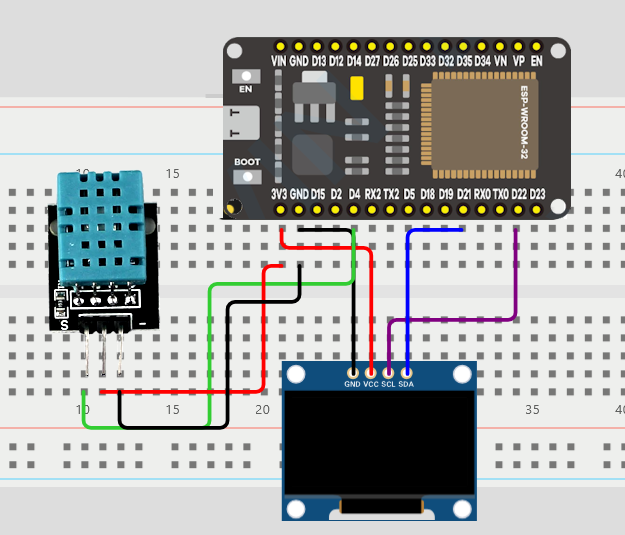 VIN GND D13 D12 D14 D27 D26 D25 D33 D32 D35 D34 VN VP EN
EN
ESP-WROOM-32
BOOT
3V3 GND D15 D2 D4 RX2 TX2 D5 D18 D19 D21 RX0 TX0 D22 D23
10 15 40
S -
GND VCC SCL SDA
10 15 20 35 40